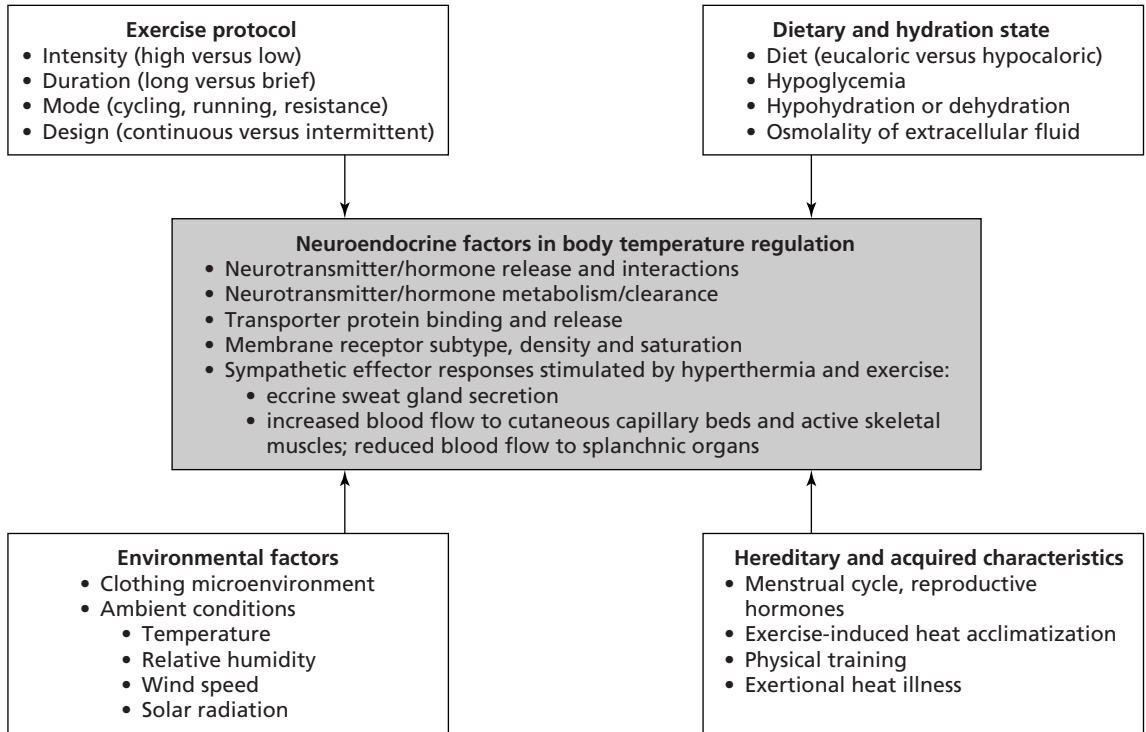 Exercise protocol
• Intensity (high versus low)
• Duration (long versus brief)
• Mode (cycling, running, resistance)
• Design (continuous versus intermittent)
Dietary and hydration state
• Diet (eucaloric versus hypocaloric)
• Hypoglycemia
• Hypohydration or dehydration
• Osmolality of extracellular fluid
Neuroendocrine factors in body temperature regulation
• Neurotransmitter/hormone release and interactions
• Neurotransmitter/hormone metabolism/clearance
• Transporter protein binding and release
• Membrane receptor subtype, density and saturation
• Sympathetic effector responses stimulated by hyperthermia and exercise:
• eccrine sweat gland secretion
• increased blood flow to cutaneous capillary beds and active skeletal
muscles; reduced blood flow to splanchnic organs
Environmental factors
• Clothing microenvironment
• Ambient conditions
• Temperature
• Relative humidity
• Wind speed
• Solar radiation
Hereditary and acquired characteristics
• Menstrual cycle, reproductive
hormones
• Exercise-induced heat acclimatization
• Physical training
• Exertional heat illness